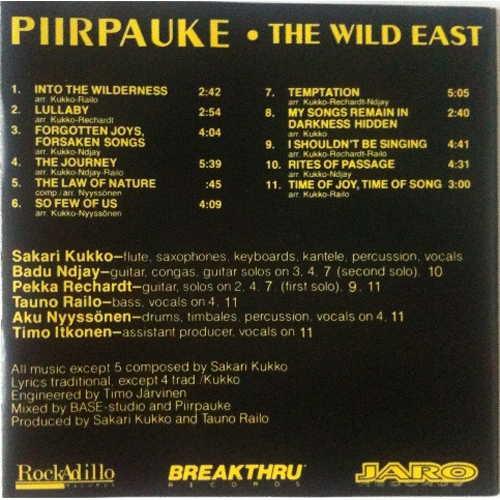 PIIRPAUKE • THE WILD EAST
1. INTO THE WILDERNESS 2:42
arr. Kukko-Railo
2. LULLABY 2:54
arr. Kukko-Rechardt
3. FORGOTTEN JOYS,
FORSAKEN SONGS 4:04
arr. Kukko-Ndjay
4. THE JOURNEY 5:39
arr. Kukko-Ndjay-Railo
5. THE LAW OF NATURE :45
comp./arr. Nyyssönen
6. SO FEW OF US 4:09
arr. Kukko-Nyyssönen
7. TEMPTATION 5:05
arr. Kukko-Rechardt-Ndjay
8. MY SONGS REMAIN IN 2:40
DARKNESS HIDDEN
arr. Kukko
9. I SHOULDN'T BE SINGING 4:41
arr. Kukko-Rechardt-Railo
10. RITES OF PASSAGE 4:31
arr. Kukko-Ndjay
11. TIME OF JOY, TIME OF SONG 3:00
arr. Kukko-Railo
Sakari Kukko—flute, saxophones, keyboards, kantele, percussion, vocals
Badu Ndjay—guitar, congas, guitar solos on 3, 4, 7 (second solo), 10
Pekka Rechardt—guitar, solos on 2, 4, 7, (first solo), 9, 11
Tauno Railo—bass, vocals on 4, 11
Aku Nyyssönen—drums, timbales, percussion, vocals on 4, 11
Timo Itkonen—assistant producer, vocals on 11
All music except 5 composed by Sakari Kukko
Lyrics traditional, except 4 trad./Kukko
Engineered by Timo Järvinen
Mixed by BASE-studio and Piirpauke
Produced by Sakari Kukko and Tauno Railo
RockAdillo
RECORDS
BREAKTHRU'
RECORDS
JARO
RECORDS